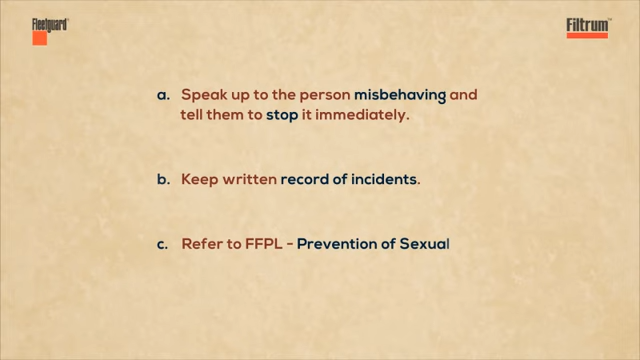 Fleetguard
Filtrum™
a. Speak up to the person misbehaving and
tell them to stop it immediately.
b. Keep written record of incidents.
c. Refer to FFPL - Prevention of Sexual